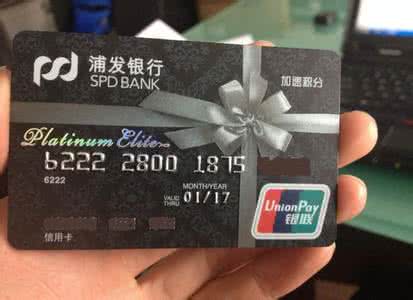 浦发银行
SPD BANK
加速积分
Platinum Elite
6222 2800 1875
6222
MONTH/YEAR
VALID THRU 01/17
UnionPay
银联
信用卡